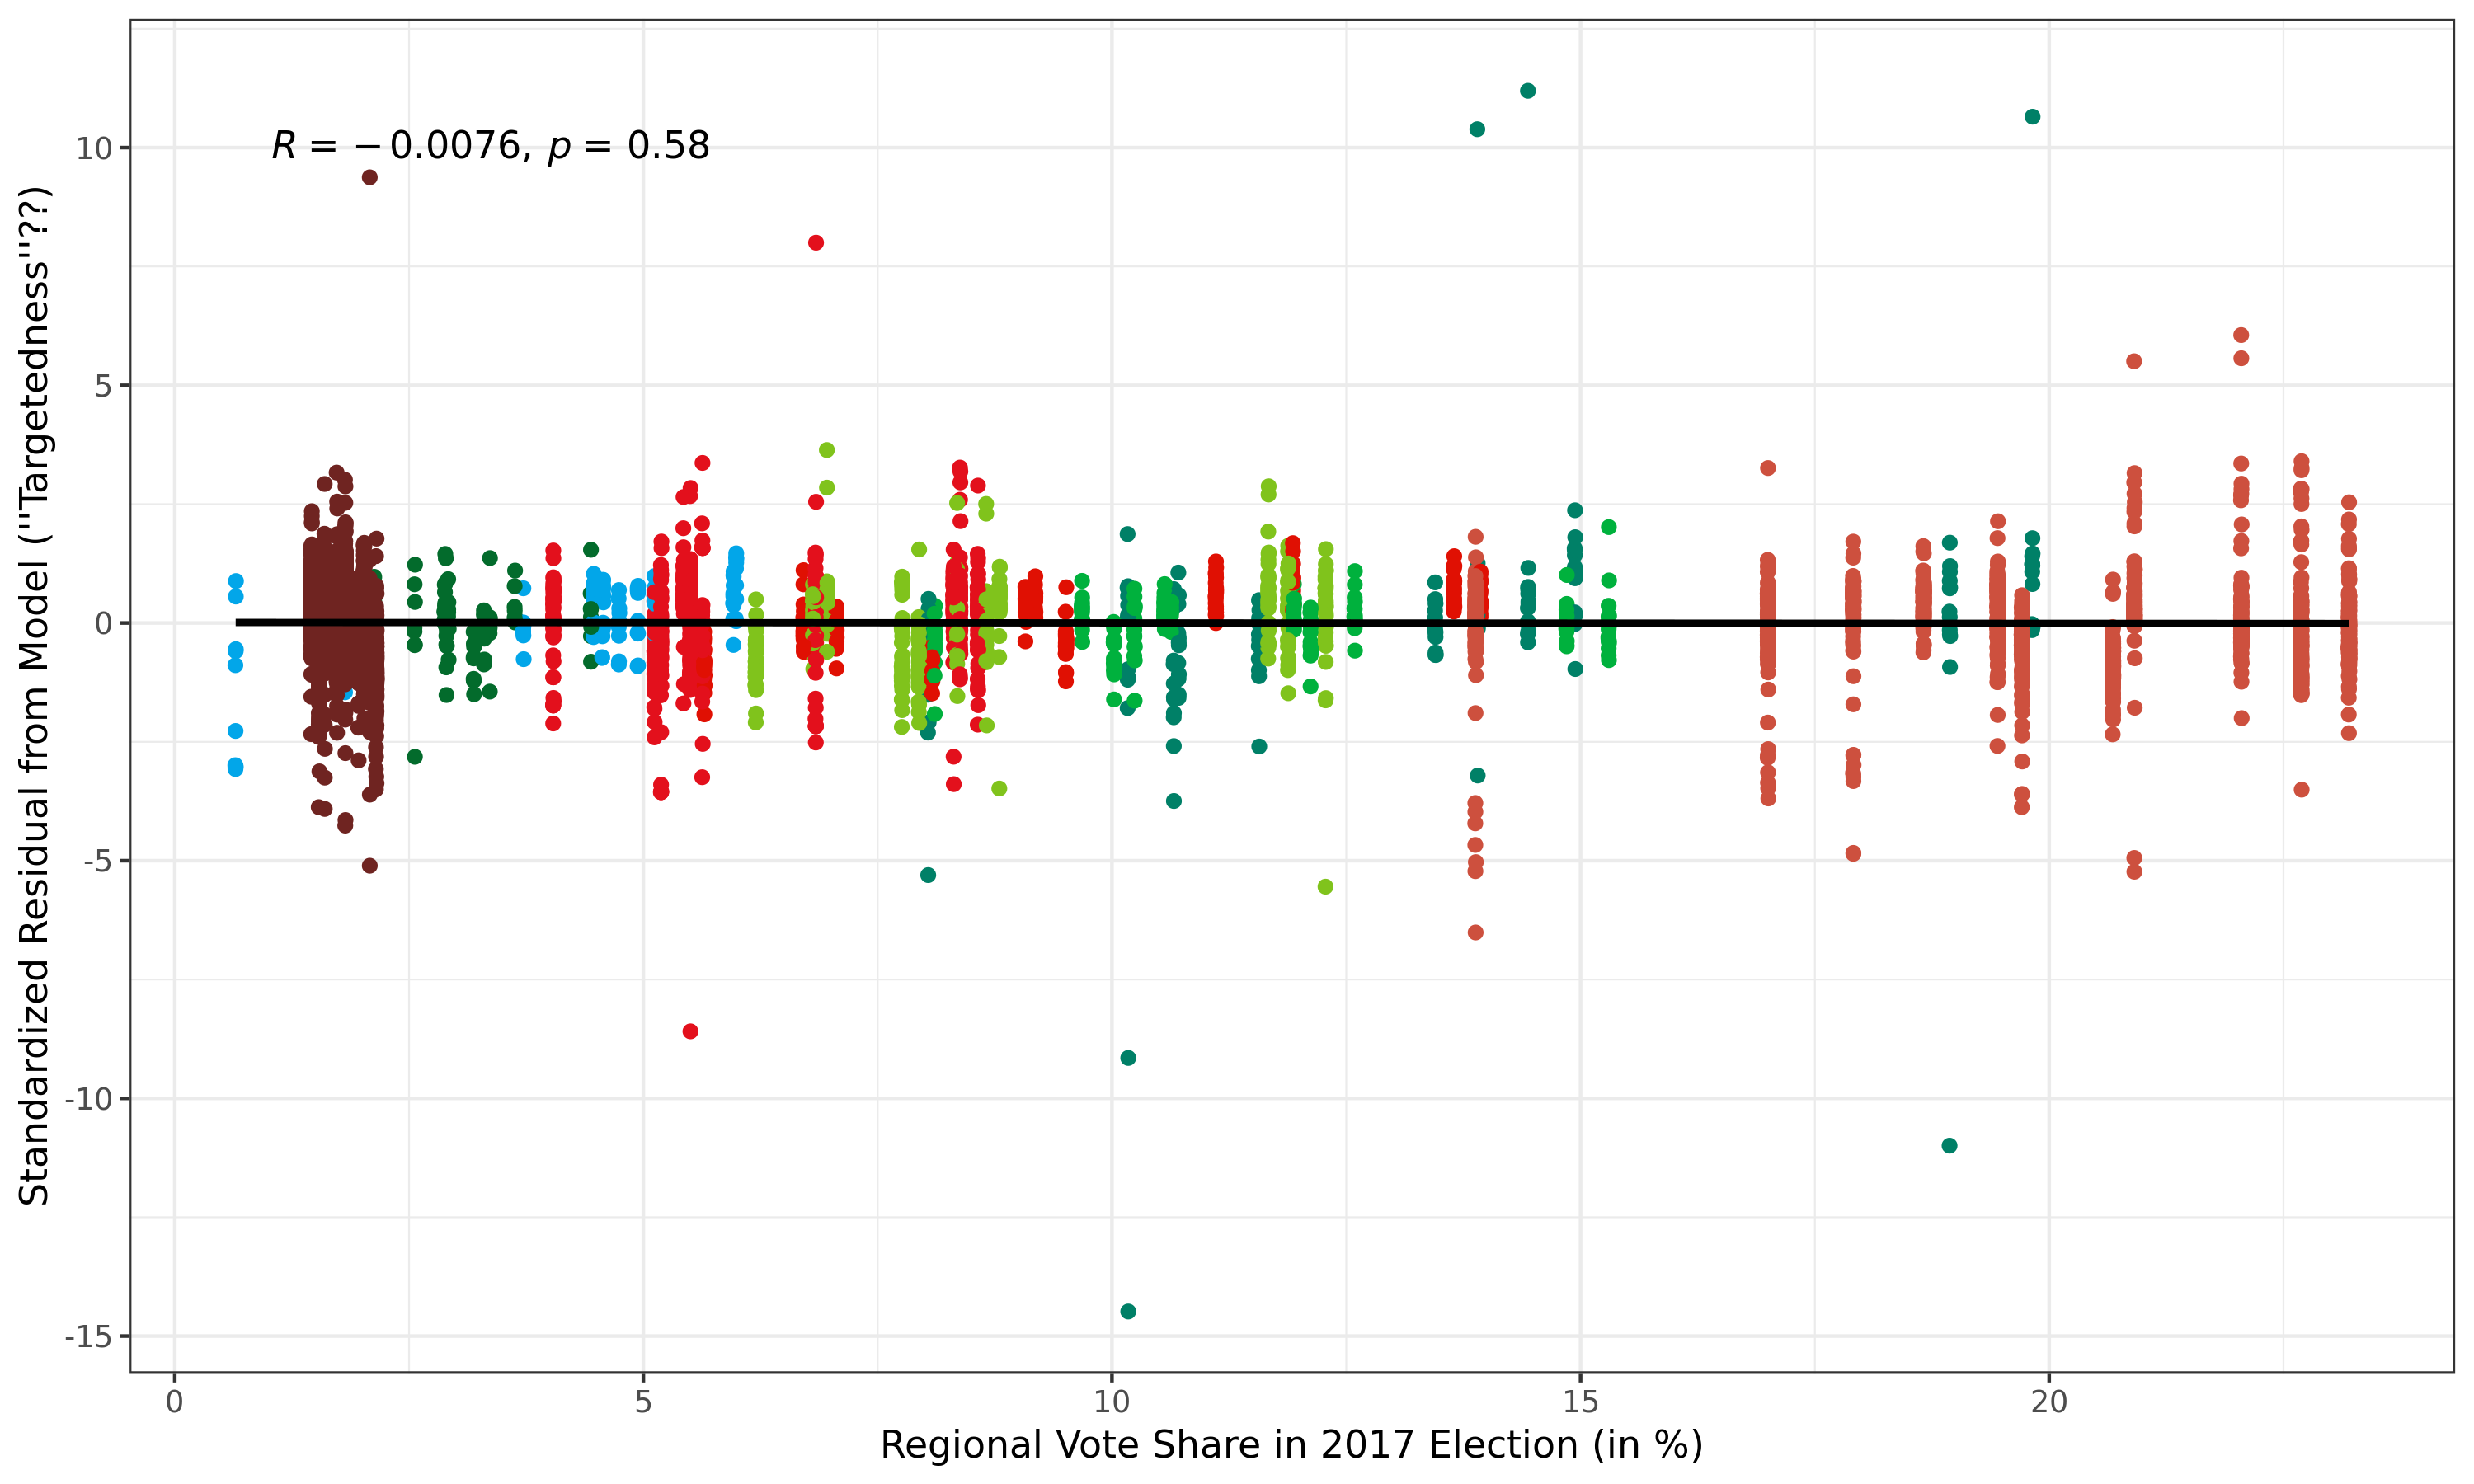 R = −0.0076, p = 0.58
Standardized Residual from Model ("Targetedness"??)
10
5
0
-5
-10
-15
0 5 10 15 20
Regional Vote Share in 2017 Election (in %)